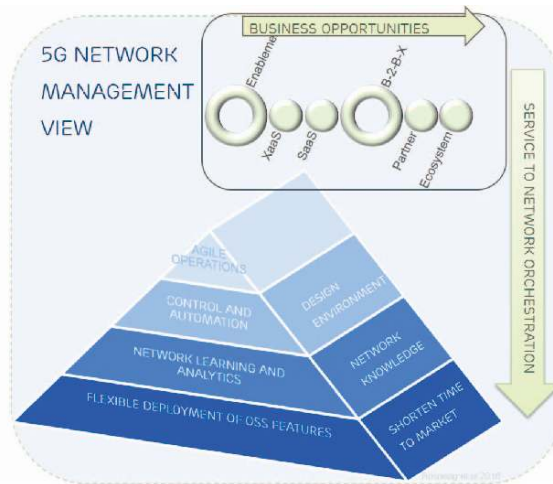 BUSINESS OPPORTUNITIES
5G NETWORK
MANAGEMENT
VIEW
Enableme
XaaS
SaaS
B-2-B-X
Partner
Ecosystem
SERVICE TO NETWORK ORCHESTRATION
AGILE
OPERATIONS
CONTROL AND
AUTOMATION
DESIGN
ENVIRONMENT
NETWORK LEARNING AND
ANALYTICS
NETWORK
KNOWLEDGE
FLEXIBLE DEPLOYMENT OF OSS FEATURES
SHORTEN TIME
TO MARKET